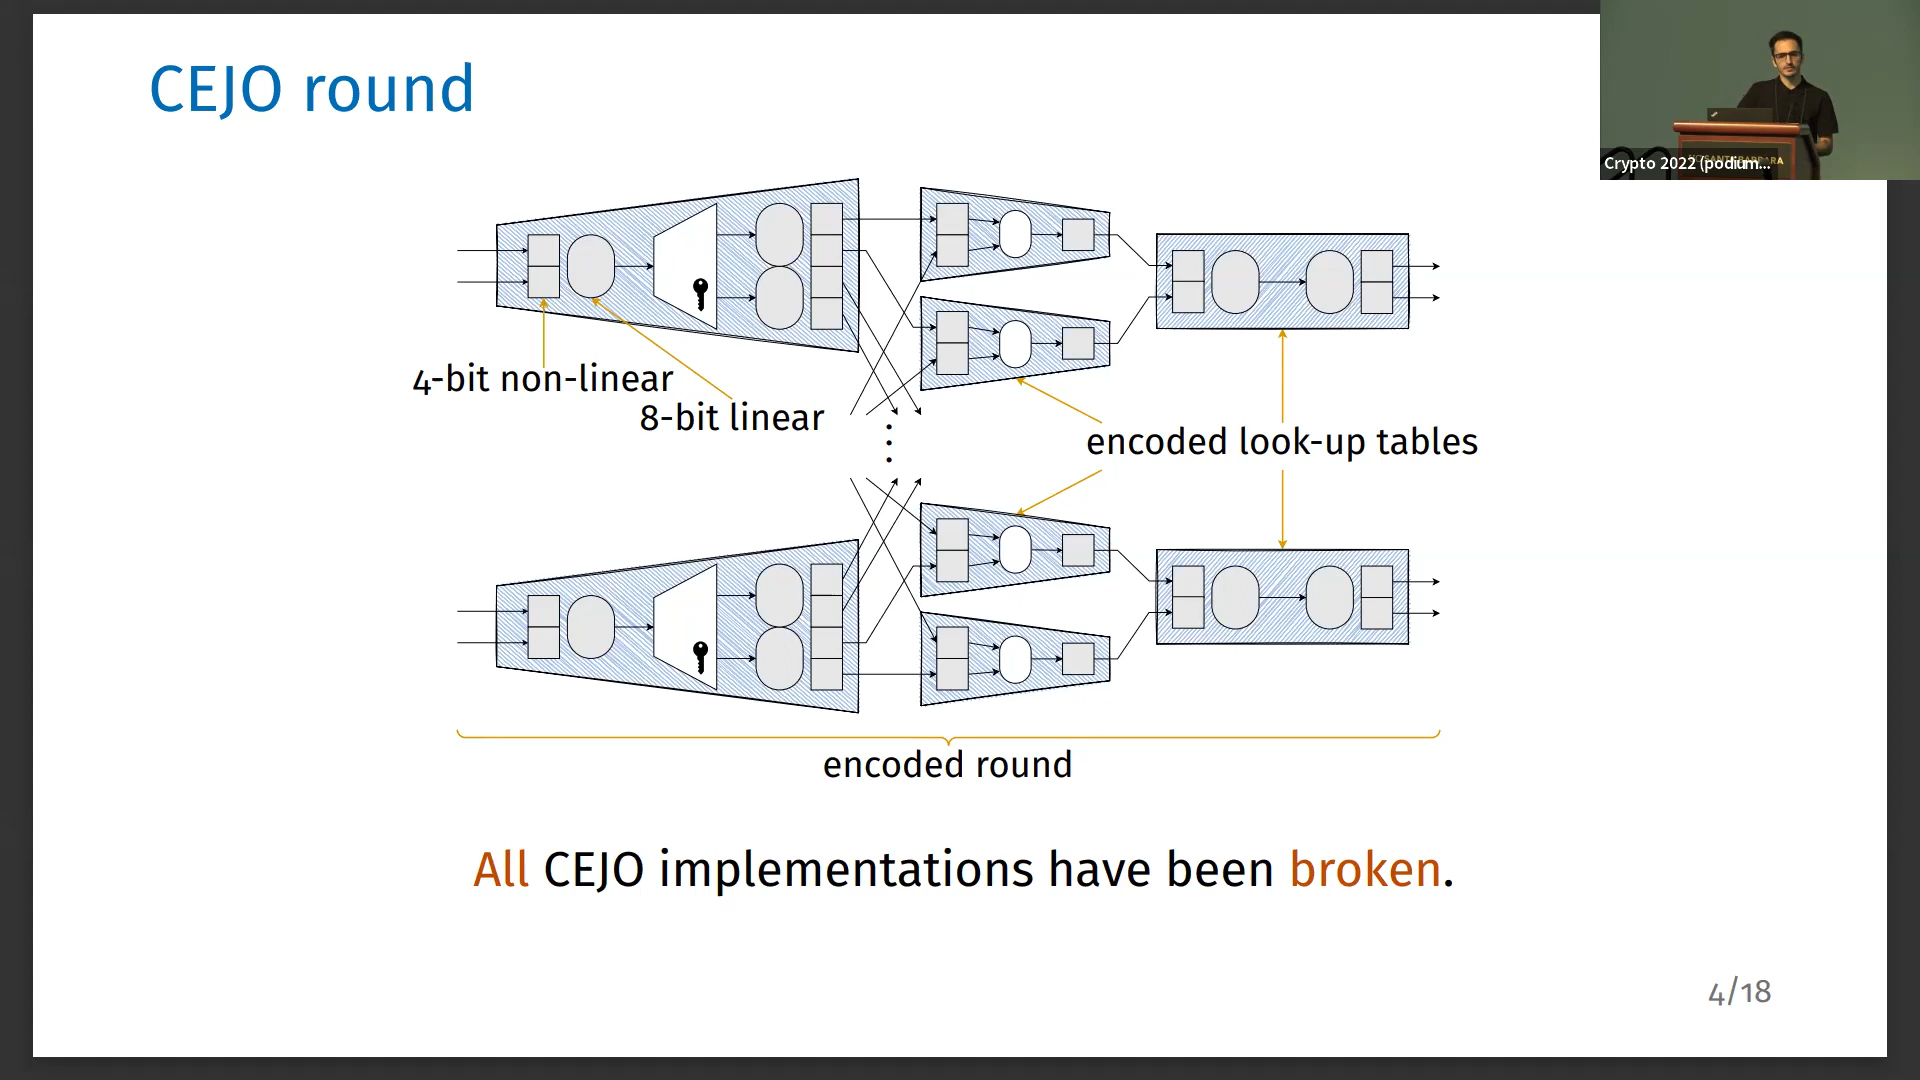 CEJO round
4-bit non-linear
8-bit linear
encoded look-up tables
encoded round
All CEJO implementations have been broken.
4/18
Crypto 2022 (podium...